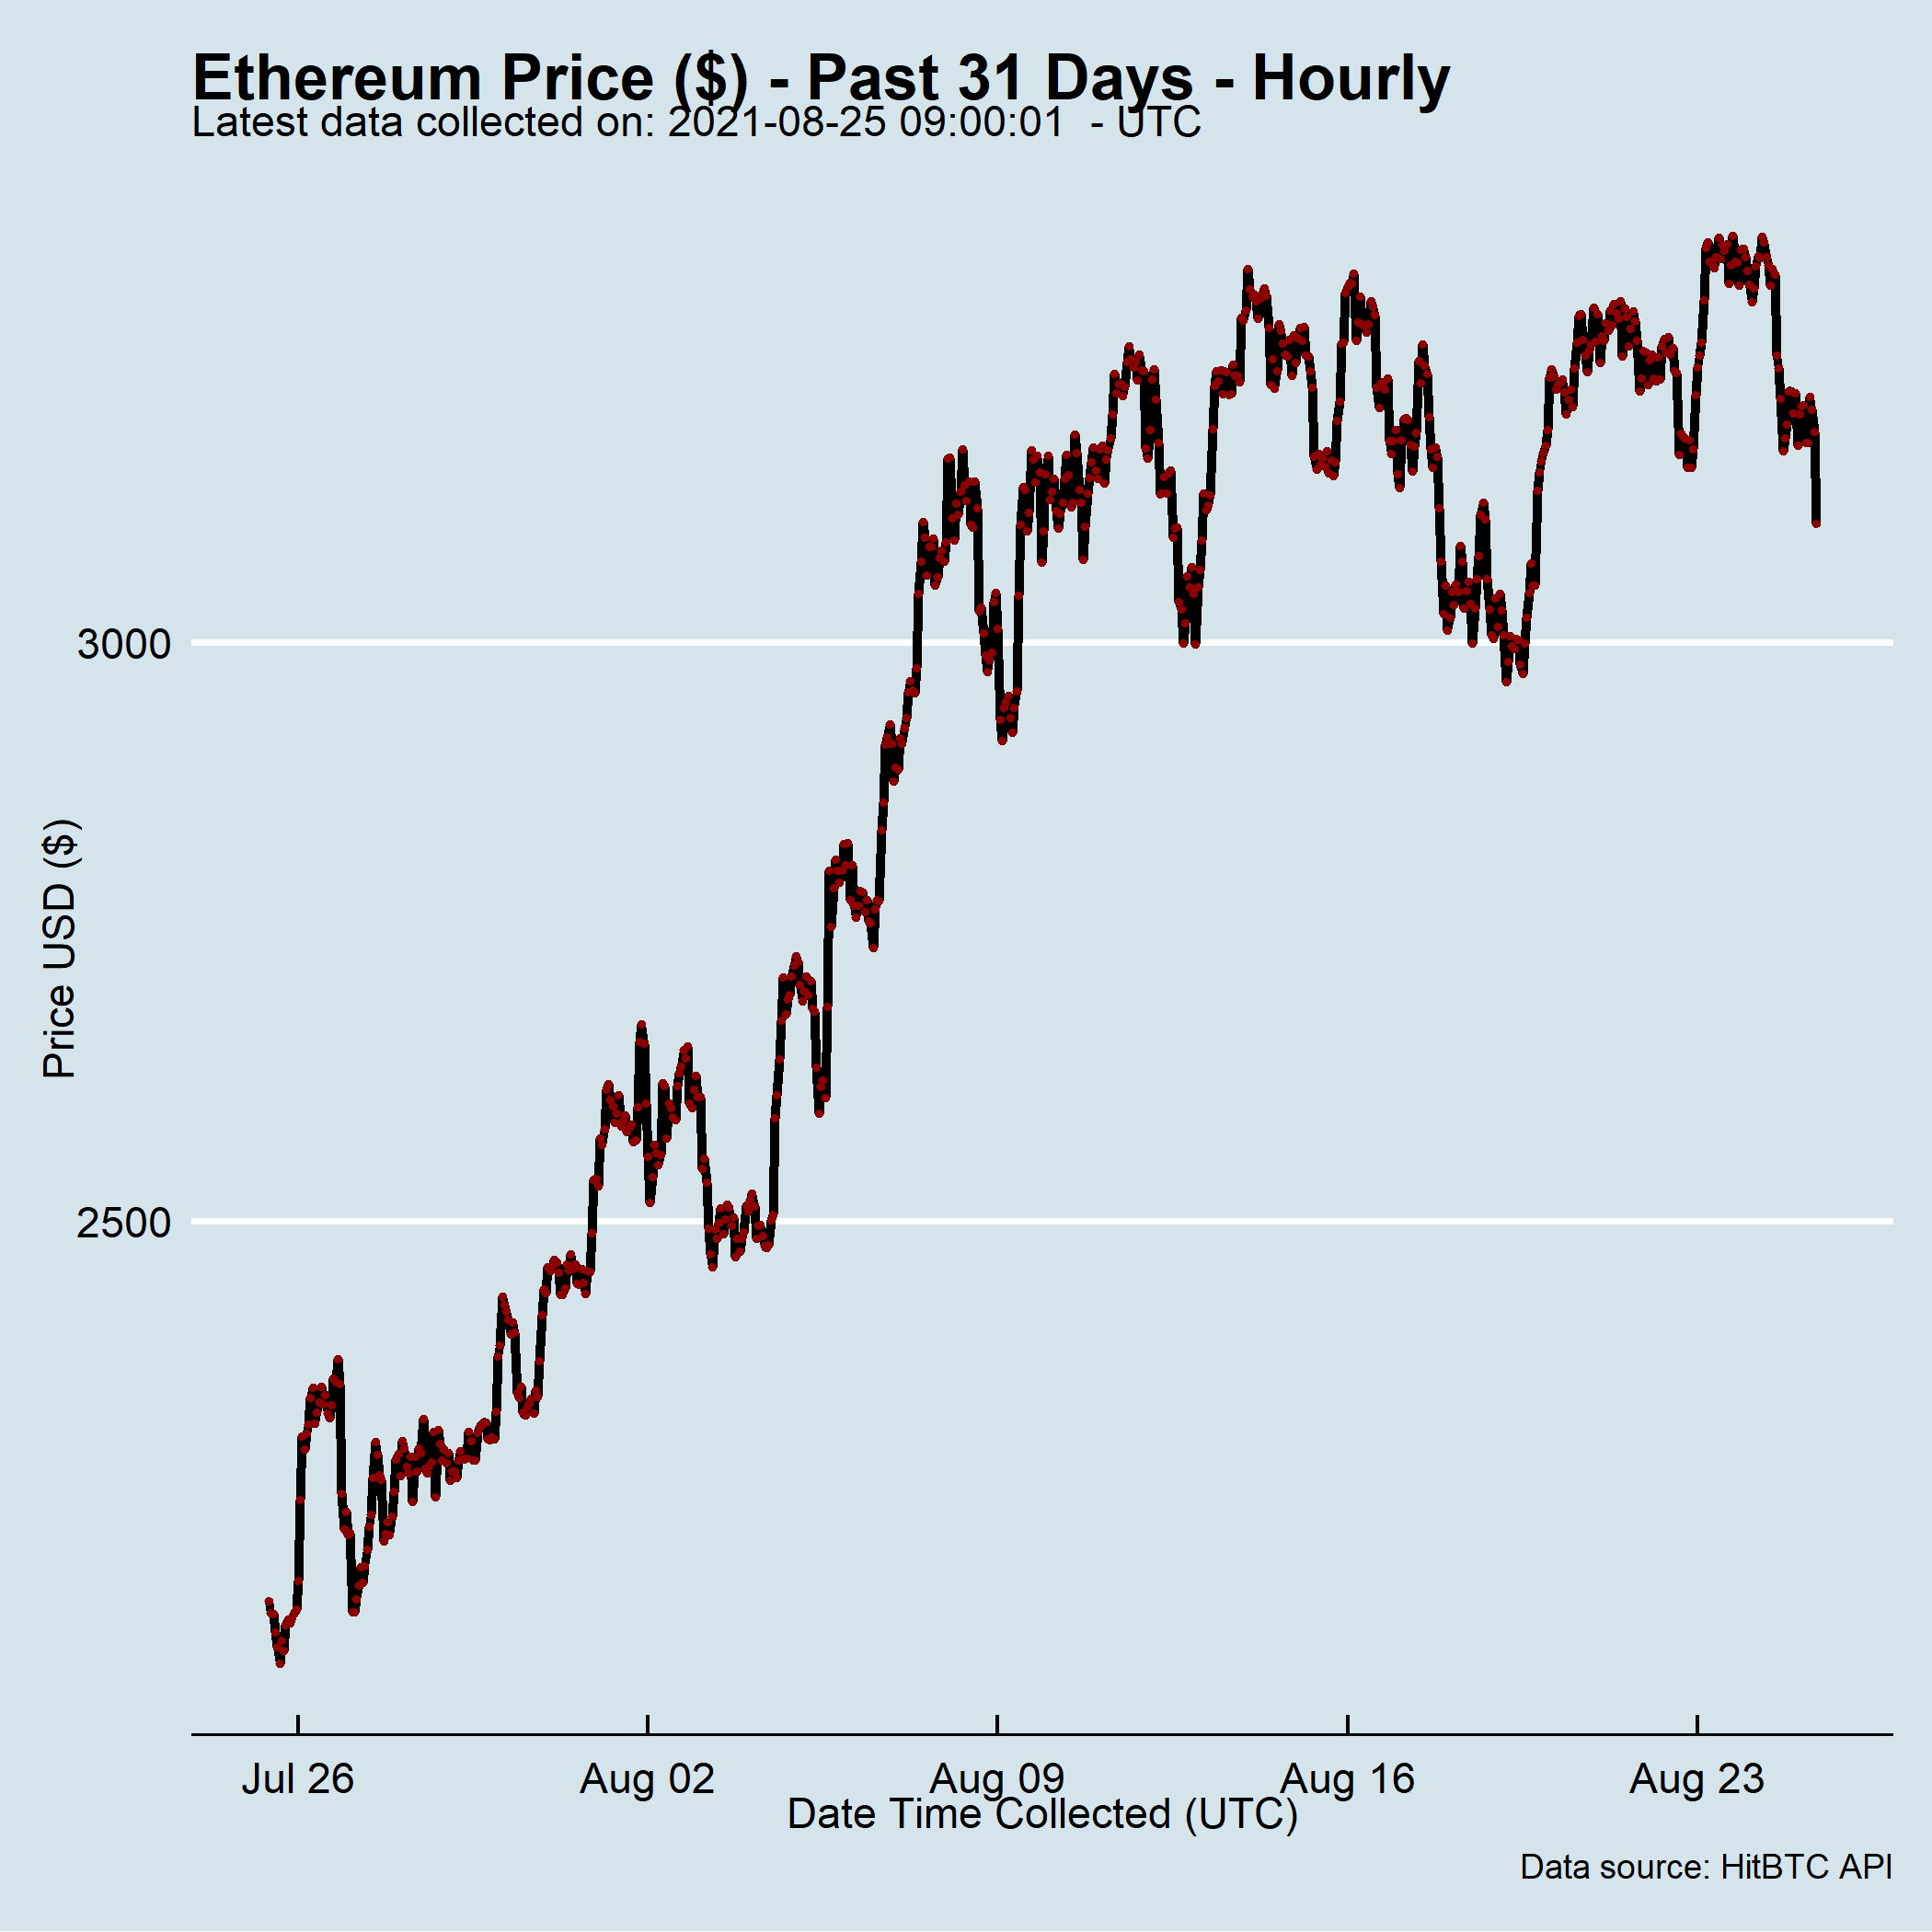 Ethereum Price ($) - Past 31 Days - Hourly
Latest data collected on: 2021-08-25 09:00:01  - UTC
3000
2500
Price USD ($)
Jul 26
Aug 02
Aug 09
Aug 16
Aug 23
Date Time Collected (UTC)
Data source: HitBTC API